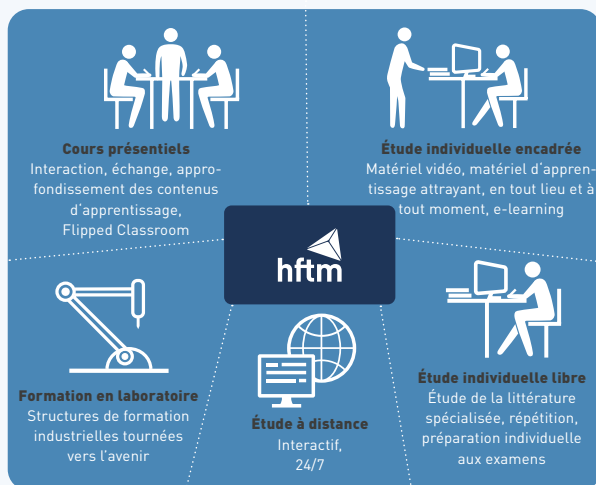 Cours présentiels
Interaction, échange, appro-
fondissement des contenus
d'apprentissage,
Flipped Classroom
Étude individuelle encadrée
Matériel vidéo, matériel d'appren-
tissage attrayant, en tout lieu et à
tout moment, e-learning
hftm
Formation en laboratoire
Structures de formation
industrielles tournées
vers l'avenir
Étude à distance
Interactif,
24/7
Étude individuelle libre
Étude de la littérature
spécialisée, répétition,
préparation individuelle
aux examens